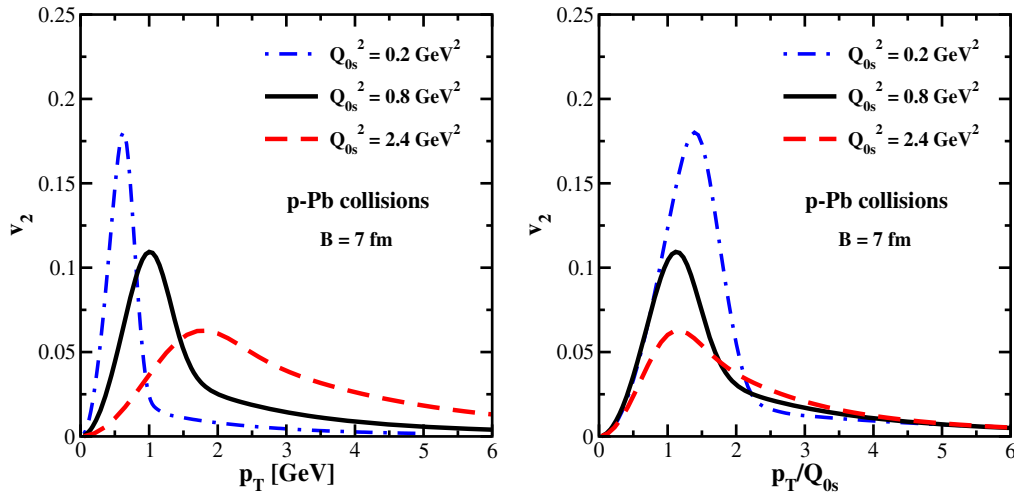 0.25
0.2
0.15
0.1
0.05
0
v₂
Q₀ₛ² = 0.2 GeV²
Q₀ₛ² = 0.8 GeV²
Q₀ₛ² = 2.4 GeV²
p-Pb collisions
B = 7 fm
0 1 2 3 4 5 6
p_T [GeV]
0.25
0.2
0.15
0.1
0.05
0
v₂
Q₀ₛ² = 0.2 GeV²
Q₀ₛ² = 0.8 GeV²
Q₀ₛ² = 2.4 GeV²
p-Pb collisions
B = 7 fm
0 1 2 3 4 5 6
p_T/Q₀ₛ